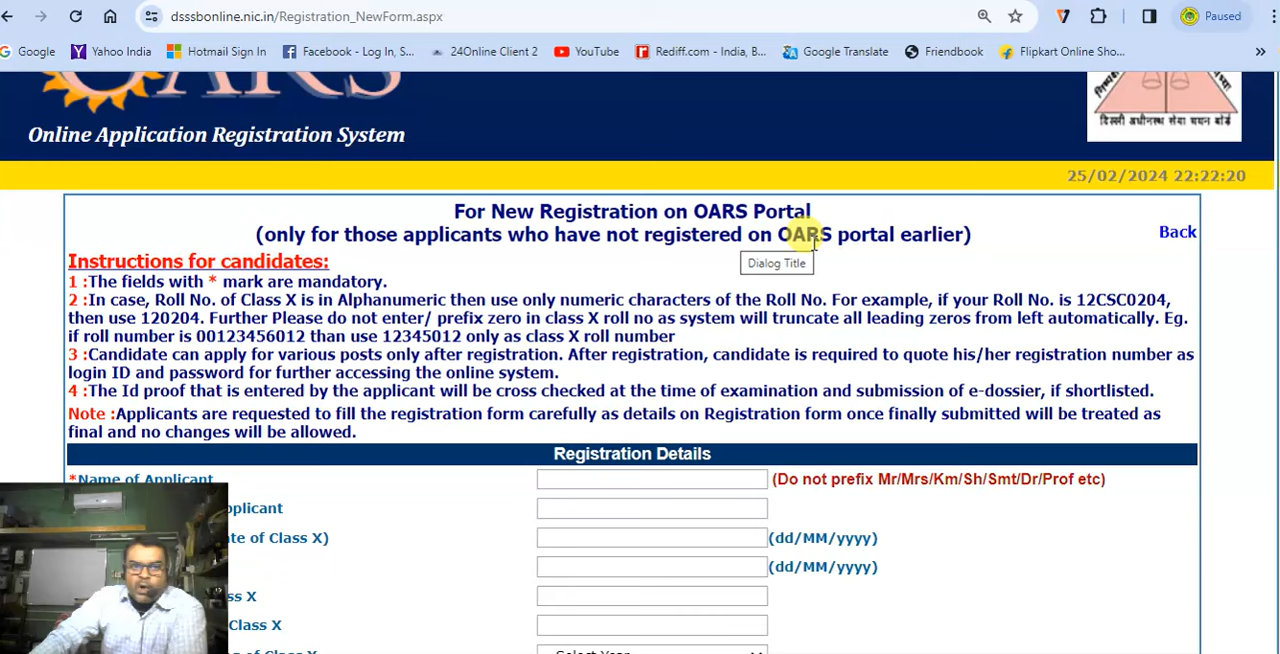 dsssbonline.nic.in/Registration_NewForm.aspx
Paused
Google Yahoo India Hotmail Sign In Facebook - Log In, S... 24Online Client 2 YouTube Rediff.com - India, B... Google Translate Friendbook Flipkart Online Sho... »
OARS
Online Application Registration System
दिल्ली अधीनस्थ सेवा चयन बोर्ड
25/02/2024 22:22:20
For New Registration on OARS Portal
(only for those applicants who have not registered on OARS portal earlier)
Back
Dialog Title
Instructions for candidates:
1 :The fields with * mark are mandatory.
2 :In case, Roll No. of Class X is in Alphanumeric then use only numeric characters of the Roll No. For example, if your Roll No. is 12CSC0204,
then use 120204. Further Please do not enter/ prefix zero in class X roll no as system will truncate all leading zeros from left automatically. Eg.
if roll number is 00123456012 than use 12345012 only as class X roll number
3 :Candidate can apply for various posts only after registration. After registration, candidate is required to quote his/her registration number as
login ID and password for further accessing the online system.
4 :The Id proof that is entered by the applicant will be cross checked at the time of examination and submission of e-dossier, if shortlisted.
Note :Applicants are requested to fill the registration form carefully as details on Registration form once finally submitted will be treated as
final and no changes will be allowed.
Registration Details
*Name of Applicant (Do not prefix Mr/Mrs/Km/Sh/Smt/Dr/Prof etc)
plicant
ate of Class X) (dd/MM/yyyy)
(dd/MM/yyyy)
ss X
Class X
of Class X Select Year